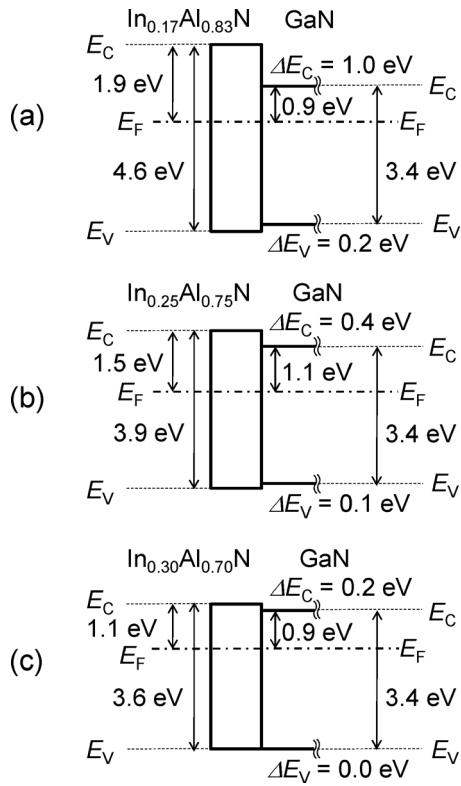 In0.17Al0.83N GaN
EC
ΔEC = 1.0 eV
EC
1.9 eV
0.9 eV
(a)
EF
EF
4.6 eV
3.4 eV
EV
EV
ΔEV = 0.2 eV
In0.25Al0.75N GaN
EC
ΔEC = 0.4 eV
EC
1.5 eV
1.1 eV
(b)
EF
EF
3.9 eV
3.4 eV
EV
EV
ΔEV = 0.1 eV
In0.30Al0.70N GaN
EC
ΔEC = 0.2 eV
EC
1.1 eV
0.9 eV
(c)
EF
EF
3.6 eV
3.4 eV
EV
EV
ΔEV = 0.0 eV